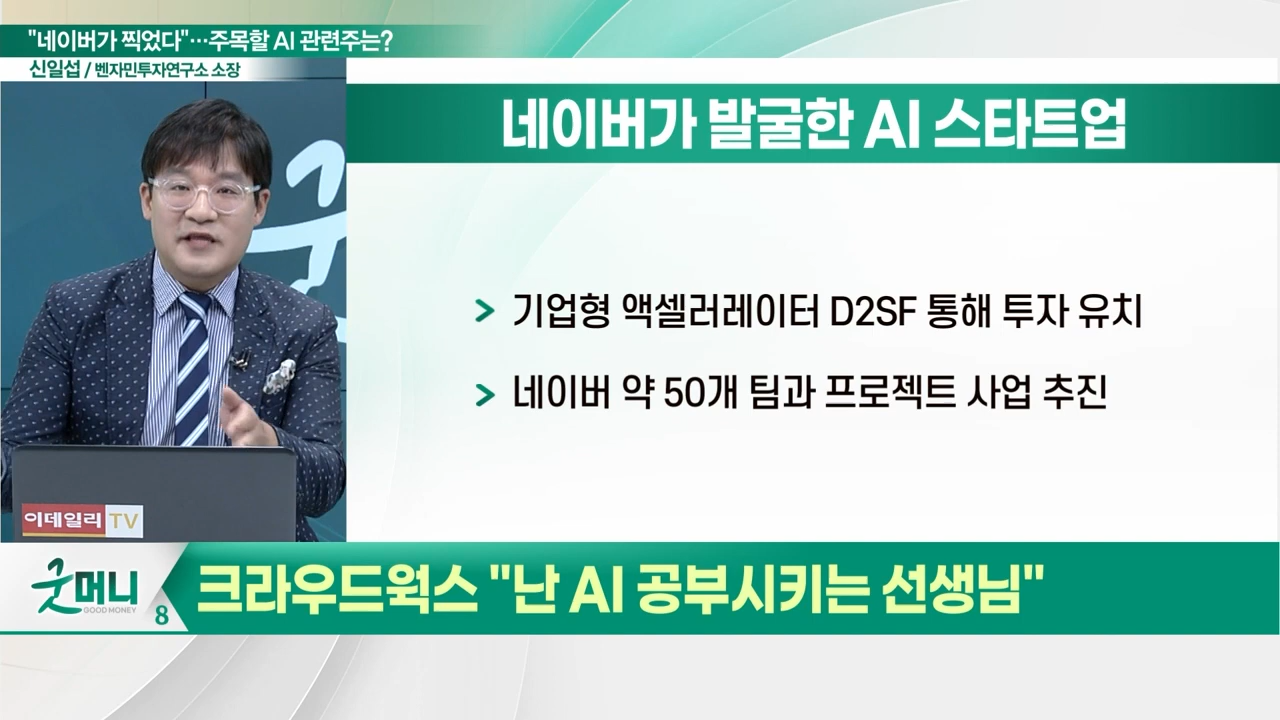 "네이버가 찍었다"…주목할 AI 관련주는?
신일섭 / 벤자민투자연구소 소장
네이버가 발굴한 AI 스타트업
> 기업형 액셀러레이터 D2SF 통해 투자 유치
> 네이버 약 50개 팀과 프로젝트 사업 추진
이데일리 TV
굿머니
GOOD MONEY
8
크라우드웍스 "난 AI 공부시키는 선생님"